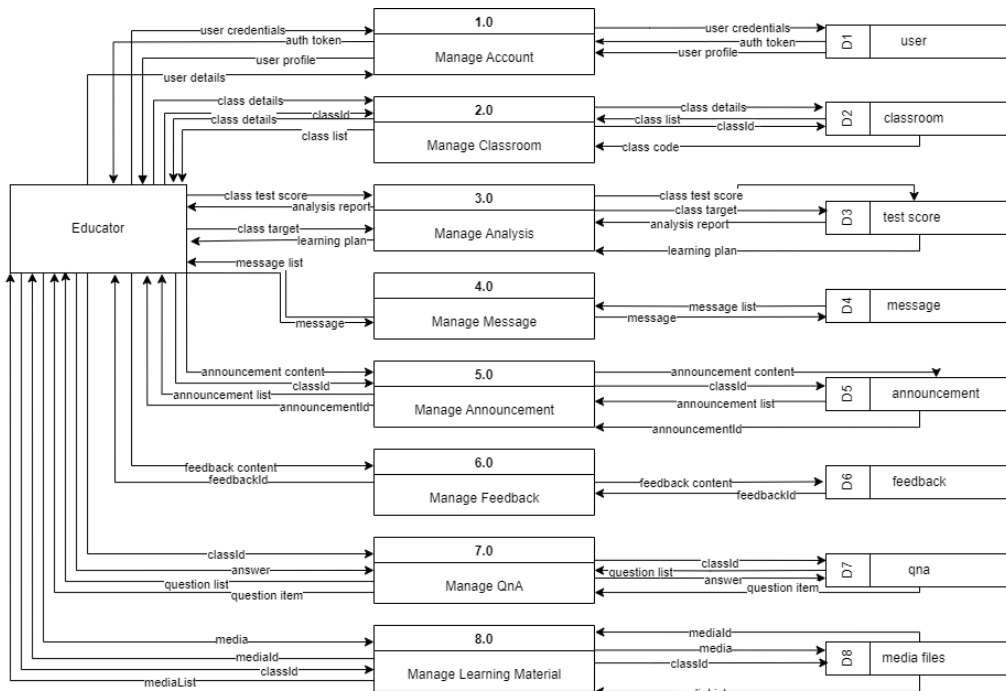 1.0
user credentials
user credentials
auth token
auth token
D1
user
user profile
Manage Account
user profile
user details
class details
2.0
class details
classId
class details
class list
D2
classroom
classId
class list
Manage Classroom
class code
class test score
3.0
class test score
analysis report
class target
D3
test score
Educator
class target
Manage Analysis
analysis report
learning plan
learning plan
message list
4.0
message list
D4
message
message
Manage Message
message
announcement content
5.0
announcement content
classId
classId
announcement list
D5
announcement
announcement list
announcementId
Manage Announcement
announcementId
6.0
feedback content
feedbackId
feedback content
D6
feedback
Manage Feedback
feedbackId
7.0
classId
classId
answer
question list
D7
qna
answer
question list
Manage QnA
question item
question item
8.0
mediaId
media
media
mediaId
D8
media files
classId
classId
Manage Learning Material
mediaList